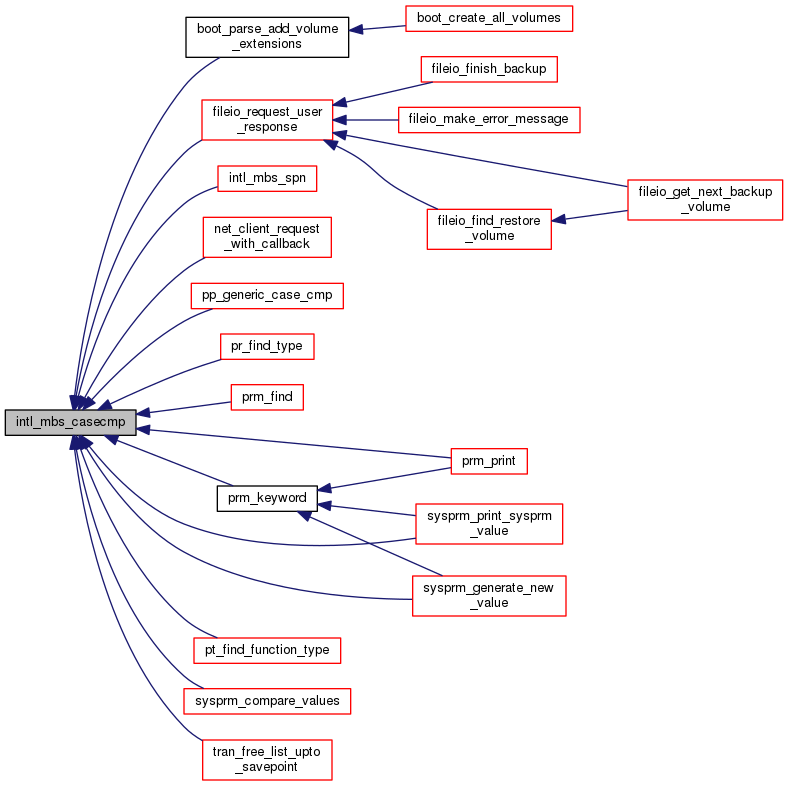 boot_parse_add_volume
_extensions
boot_create_all_volumes
fileio_finish_backup
fileio_request_user
_response
fileio_make_error_message
intl_mbs_spn
fileio_get_next_backup
_volume
fileio_find_restore
_volume
net_client_request
_with_callback
pp_generic_case_cmp
pr_find_type
prm_find
intl_mbs_casecmp
prm_print
prm_keyword
sysprm_print_sysprm
_value
sysprm_generate_new
_value
pt_find_function_type
sysprm_compare_values
tran_free_list_upto
_savepoint